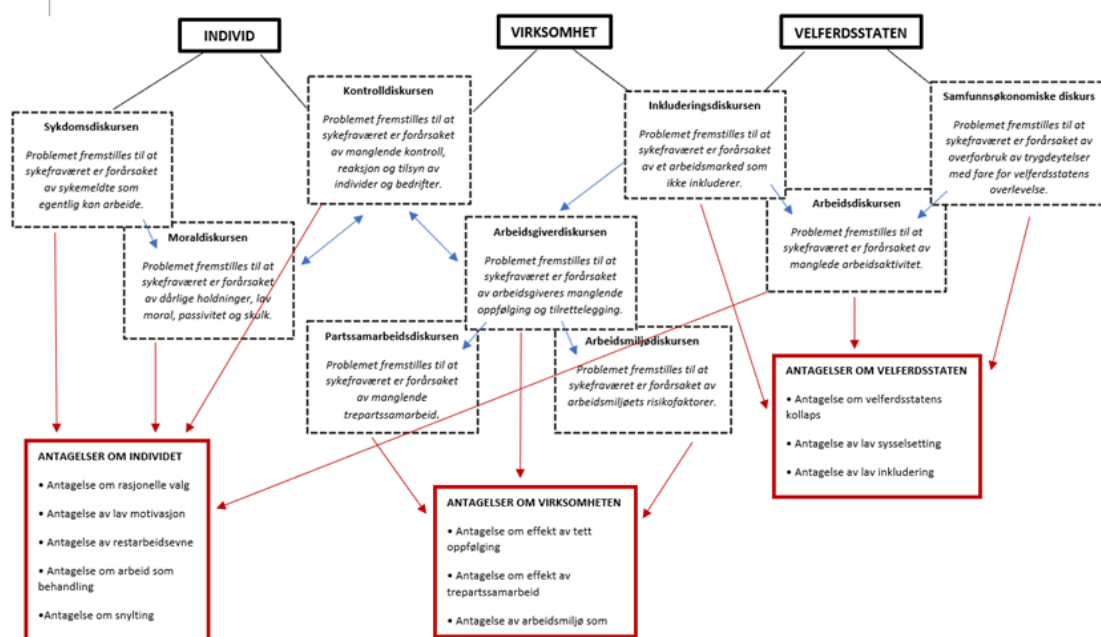 INDIVID
VIRKSOMHET
VELFERDSSTATEN
Sykdomsdiskursen
Problemet fremstilles til at
sykefraværet er forårsaket
av sykemeldte som
egentlig kan arbeide.
Kontrolldiskursen
Problemet fremstilles til at
sykefraværet er forårsaket
av manglende kontroll,
reaksjon og tilsyn av
individer og bedrifter.
Inkluderingsdiskursen
Problemet fremstilles til at
sykefraværet er forårsaket
av et arbeidsmarked som
ikke inkluderer.
Samfunnsøkonomiske diskurs
Problemet fremstilles til at
sykefraværet er forårsaket av
overforbruk av trygdeytelser
med fare for velferdsstatens
overlevelse.
Moraldiskursen
Problemet fremstilles til at
sykefraværet er forårsaket
av dårlige holdninger, lav
moral, passivitet og skulk.
Arbeidsgiverdiskursen
Problemet fremstilles til at
sykefraværet er forårsaket
av arbeidsgiveres manglende
oppfølging og tilrettelegging.
Arbeidsdiskursen
Problemet fremstilles til at
sykefraværet er forårsaket av
manglede arbeidsaktivitet.
Partssamarbeidsdiskursen
Problemet fremstilles til at
sykefraværet er forårsaket
av manglende
trepartssamarbeid.
Arbeidsmiljødiskursen
Problemet fremstilles til at
sykefraværet er forårsaket av
arbeidsmiljøets risikofaktorer.
ANTAGELSER OM INDIVIDET
• Antagelse om rasjonelle valg
• Antagelse av lav motivasjon
• Antagelse av restarbeidsevne
• Antagelse om arbeid som
behandling
•Antagelse om snylting
ANTAGELSER OM VIRKSOMHETEN
• Antagelse om effekt av tett
oppfølging
• Antagelse om effekt av
trepartssamarbeid
• Antagelse av arbeidsmiljø som
ANTAGELSER OM VELFERDSSTATEN
• Antagelse om velferdsstatens
kollaps
• Antagelse av lav sysselsetting
• Antagelse av lav inkludering